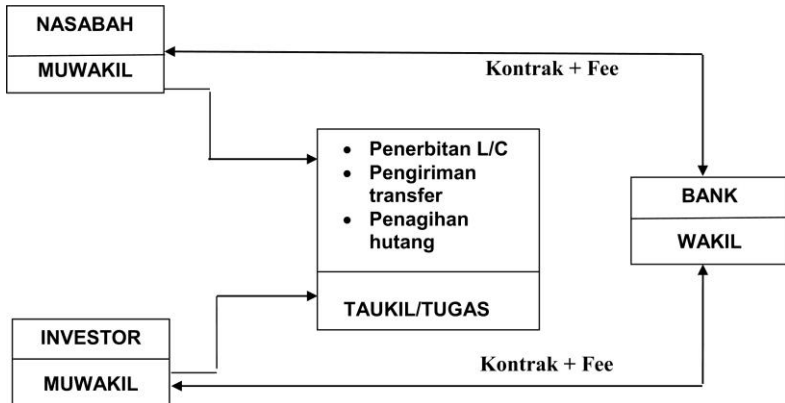 NASABAH
MUWAKIL
Kontrak + Fee
• Penerbitan L/C
• Pengiriman
transfer
• Penagihan
hutang
TAUKIL/TUGAS
BANK
WAKIL
INVESTOR
MUWAKIL
Kontrak + Fee